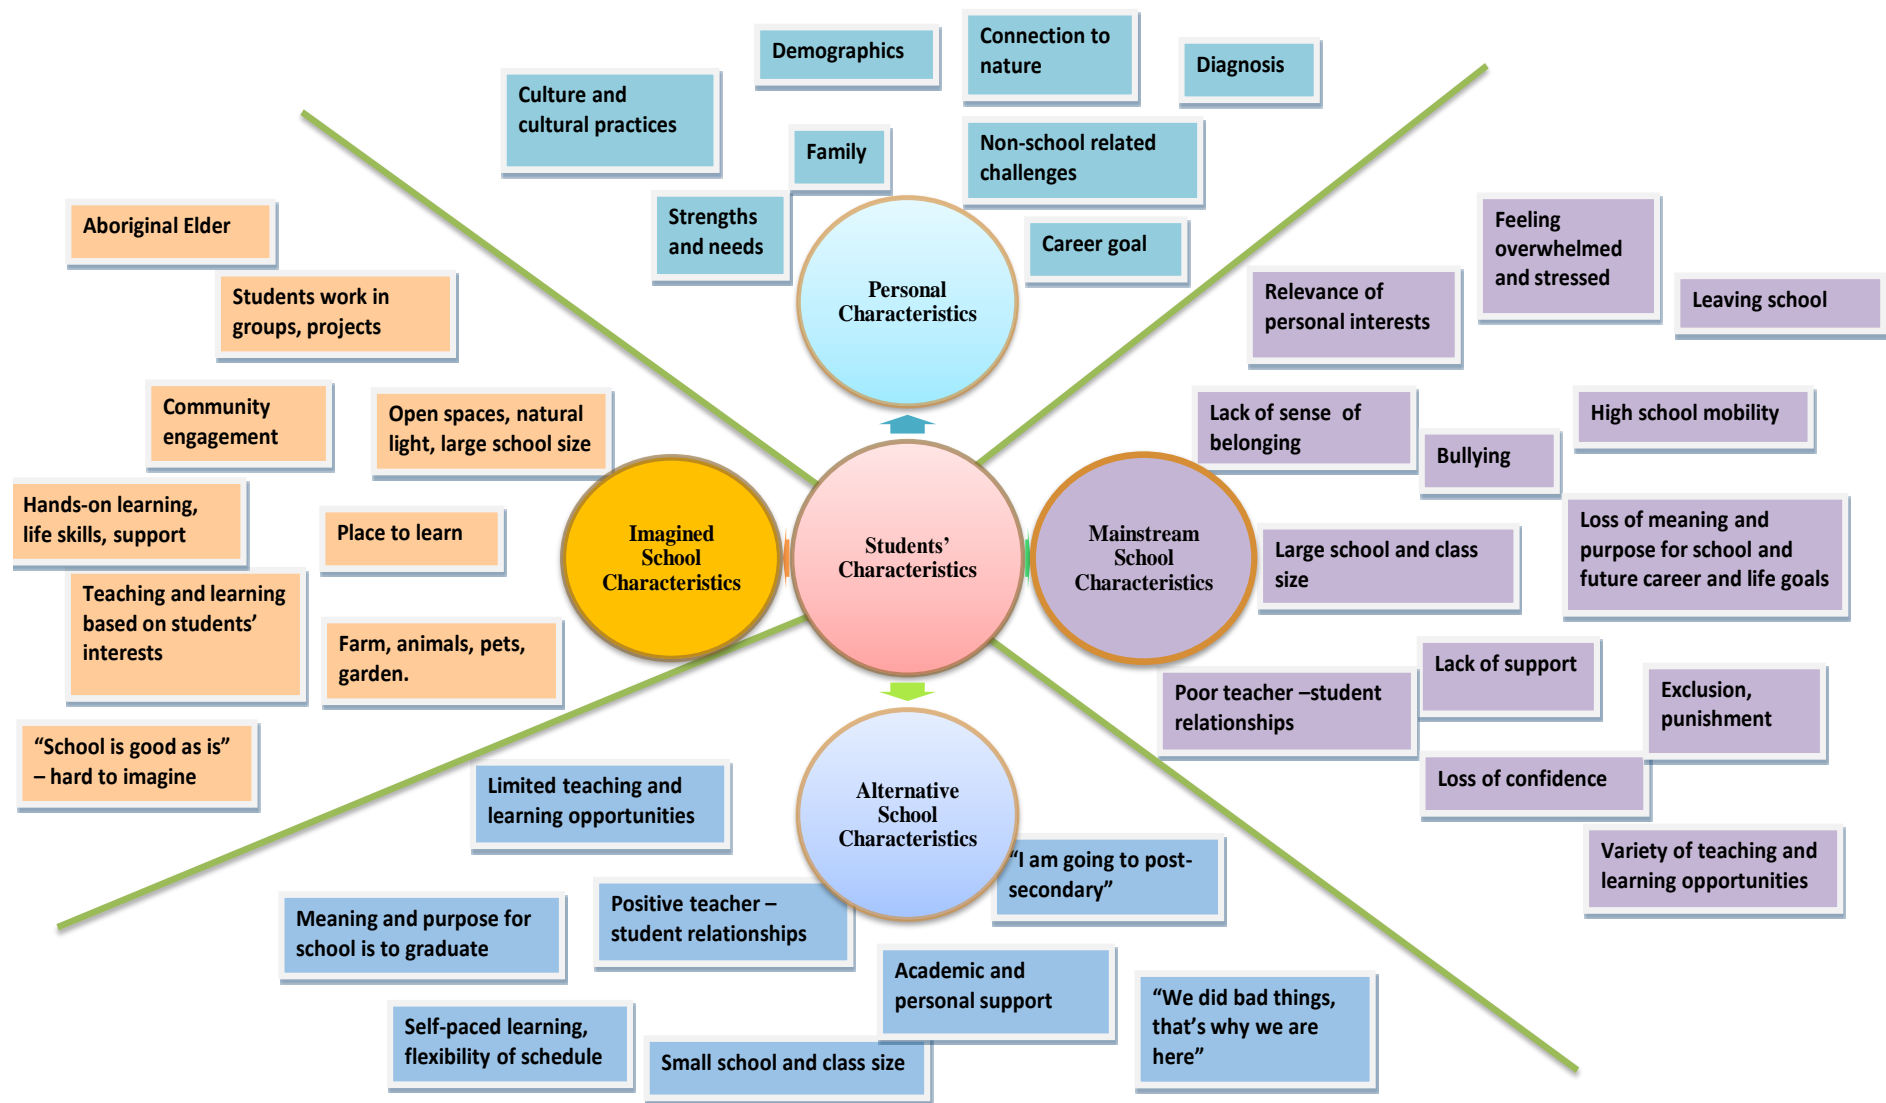 Demographics
Connection to
nature
Diagnosis
Culture and
cultural practices
Family
Non-school related
challenges
Strengths
and needs
Career goal
Personal
Characteristics
Aboriginal Elder
Students work in
groups, projects
Community
engagement
Open spaces, natural
light, large school size
Hands-on learning,
life skills, support
Place to learn
Teaching and learning
based on students’
interests
Farm, animals, pets,
garden.
“School is good as is”
– hard to imagine
Imagined
School
Characteristics
Students’
Characteristics
Mainstream
School
Characteristics
Feeling
overwhelmed
and stressed
Relevance of
personal interests
Leaving school
Lack of sense  of
belonging
Bullying
High school mobility
Large school and class
size
Loss of meaning and
purpose for school and
future career and life goals
Lack of support
Poor teacher –student
relationships
Exclusion,
punishment
Loss of confidence
Variety of teaching and
learning opportunities
Alternative
School
Characteristics
Limited teaching and
learning opportunities
“I am going to post-
secondary”
Meaning and purpose for
school is to graduate
Positive teacher –
student relationships
Academic and
personal support
“We did bad things,
that’s why we are
here”
Self-paced learning,
flexibility of schedule
Small school and class size